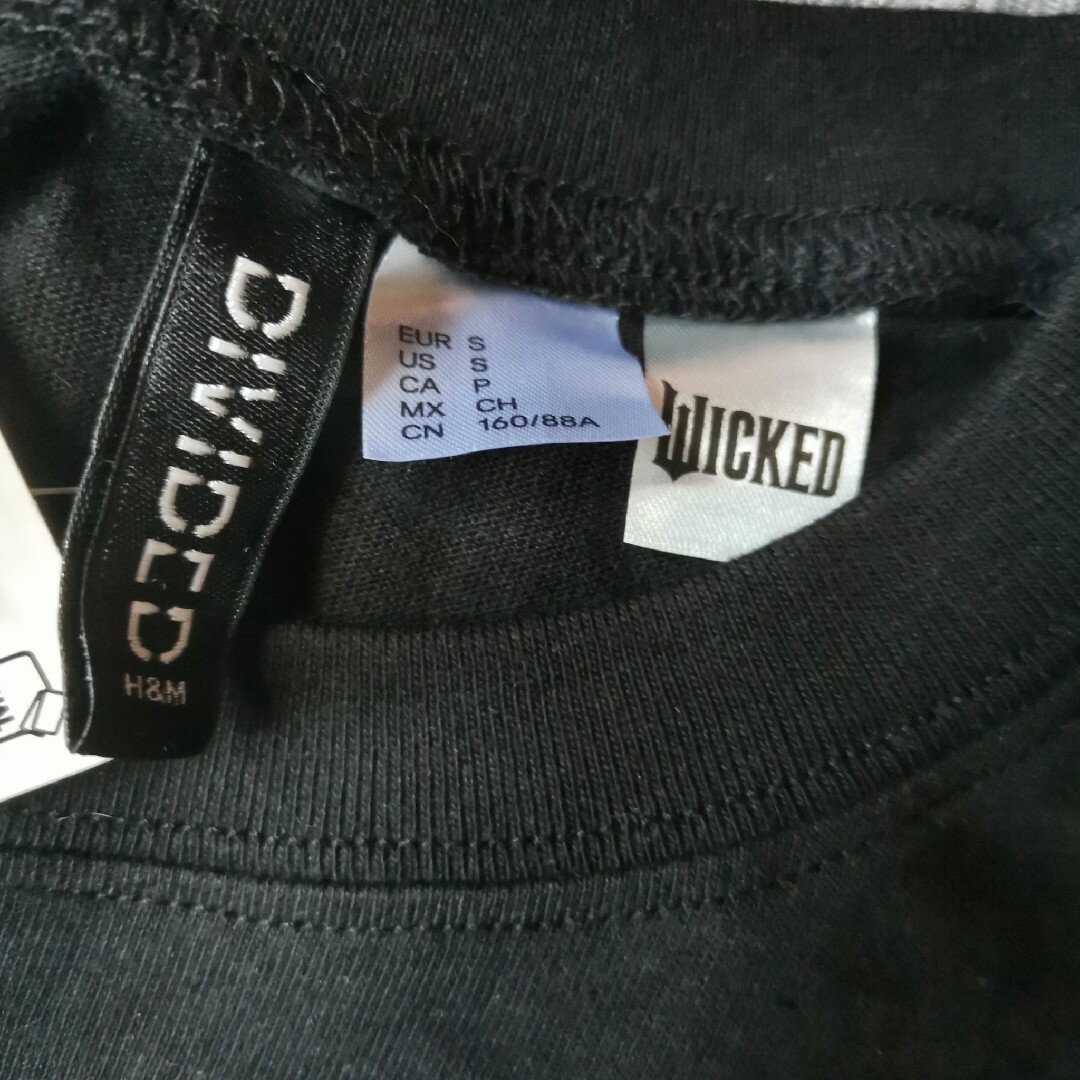 DIVIDED
H&M
EUR S
US S
CA P
MX CH
CN 160/88A
WICKED